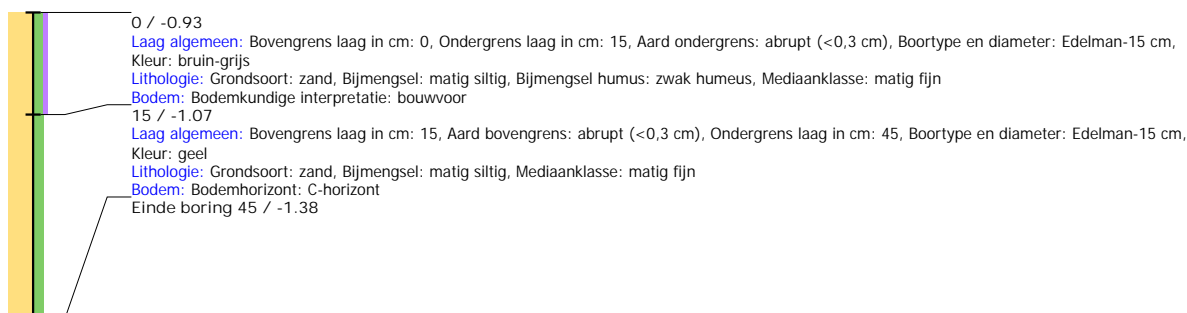 0 / -0.93
Laag algemeen: Bovengrens laag in cm: 0, Ondergrens laag in cm: 15, Aard ondergrens: abrupt (<0,3 cm), Boortype en diameter: Edelman-15 cm,
Kleur: bruin-grijs
Lithologie: Grondsoort: zand, Bijmengsel: matig siltig, Bijmengsel humus: zwak humeus, Mediaanklasse: matig fijn
Bodem: Bodemkundige interpretatie: bouwvoor
15 / -1.07
Laag algemeen: Bovengrens laag in cm: 15, Aard bovengrens: abrupt (<0,3 cm), Ondergrens laag in cm: 45, Boortype en diameter: Edelman-15 cm,
Kleur: geel
Lithologie: Grondsoort: zand, Bijmengsel: matig siltig, Mediaanklasse: matig fijn
Bodem: Bodemhorizont: C-horizont
Einde boring 45 / -1.38